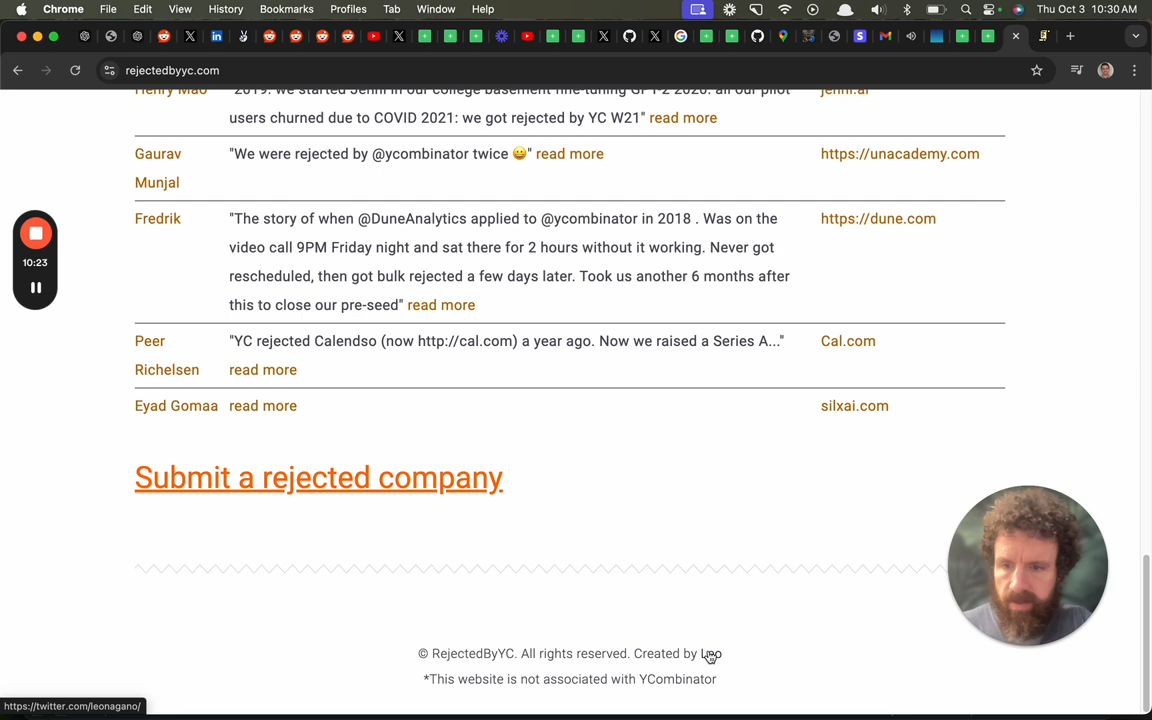 Chrome File Edit View History Bookmarks Profiles Tab Window Help Thu Oct 3 10:30 AM
rejectedbyyc.com
Henry Mao "2019: we started Jenni in our college basement fine-tuning GPT-2 2020: all our pilot jenni.ai
users churned due to COVID 2021: we got rejected by YC W21" read more
Gaurav "We were rejected by @ycombinator twice 😀" read more https://unacademy.com
Munjal
Fredrik "The story of when @DuneAnalytics applied to @ycombinator in 2018 . Was on the https://dune.com
video call 9PM Friday night and sat there for 2 hours without it working. Never got
rescheduled, then got bulk rejected a few days later. Took us another 6 months after
this to close our pre-seed" read more
10:23
Peer "YC rejected Calendso (now http://cal.com) a year ago. Now we raised a Series A..." Cal.com
Richelsen read more
Eyad Gomaa read more silxai.com
Submit a rejected company
© RejectedByYC. All rights reserved. Created by Leo
*This website is not associated with YCombinator
https://twitter.com/leonagano/